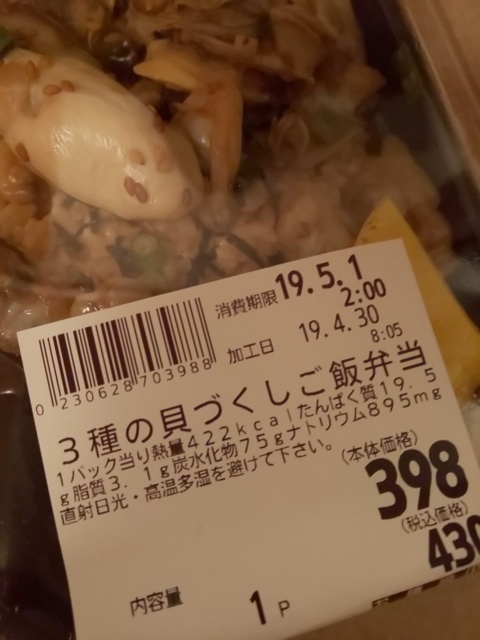 消費期限 19.5.1
2:00
加工日 19.4.30
8:05
0 230628 703988
3種の貝づくしご飯弁当
1パック当り熱量422kcalたんぱく質19.5
g脂質3.1g炭水化物75gナトリウム895mg
直射日光・高温多湿を避けて下さい。
(本体価格)
398
(税込価格)
430
内容量 1P